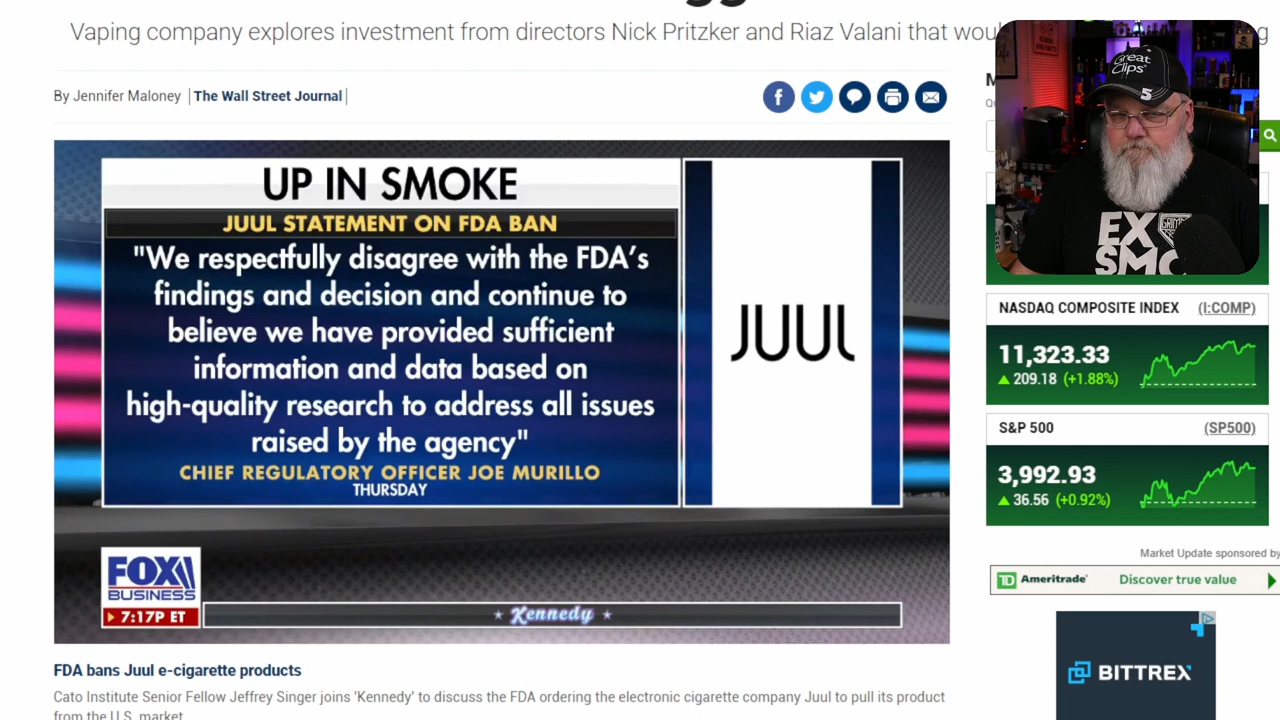 Vaping company explores investment from directors Nick Pritzker and Riaz Valani that
By Jennifer Maloney | The Wall Street Journal |
UP IN SMOKE
JUUL STATEMENT ON FDA BAN
"We respectfully disagree with the FDA's
findings and decision and continue to
believe we have provided sufficient
information and data based on
high-quality research to address all issues
raised by the agency"
CHIEF REGULATORY OFFICER JOE MURILLO
THURSDAY
JUUL
FOX
BUSINESS
7:17P ET
Kennedy
FDA bans Juul e-cigarette products
Cato Institute Senior Fellow Jeffrey Singer joins 'Kennedy' to discuss the FDA ordering the electronic cigarette company Juul to pull its product
from the U.S. market
Great
Clips
5
EX
NASDAQ COMPOSITE INDEX (I:COMP)
11,323.33
209.18 (+1.88%)
S&P 500 (SP500)
3,992.93
36.56 (+0.92%)
Market Update sponsored by
TD Ameritrade Discover true value
BITTREX